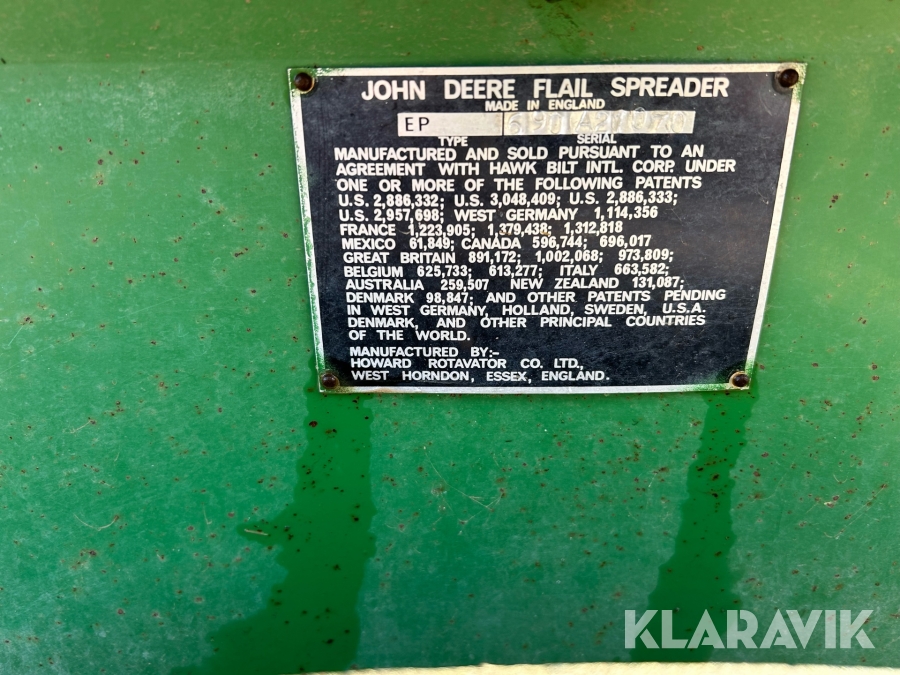 JOHN DEERE FLAIL SPREADER
MADE IN ENGLAND
EP
TYPE SERIAL
MANUFACTURED AND SOLD PURSUANT TO AN
AGREEMENT WITH HAWK BILT INTL. CORP. UNDER
ONE OR MORE OF THE FOLLOWING PATENTS
U.S. 2,886,332; U.S. 3,048,409; U.S. 2,886,333;
U.S. 2,957,698; WEST GERMANY 1,114,356
FRANCE 1,223,905; 1,379,438; 1,312,818
MEXICO 61,849; CANADA 596,744; 696,017
GREAT BRITAIN 891,172; 1,002,068; 973,809;
BELGIUM 625,733; 613,277; ITALY 663,582;
AUSTRALIA 259,507 NEW ZEALAND 131,087;
DENMARK 98,847; AND OTHER PATENTS PENDING
IN WEST GERMANY, HOLLAND, SWEDEN, U.S.A.
DENMARK, AND OTHER PRINCIPAL COUNTRIES
OF THE WORLD.
MANUFACTURED BY:-
HOWARD ROTAVATOR CO. LTD.,
WEST HORNDON, ESSEX, ENGLAND.
KLARAVIK